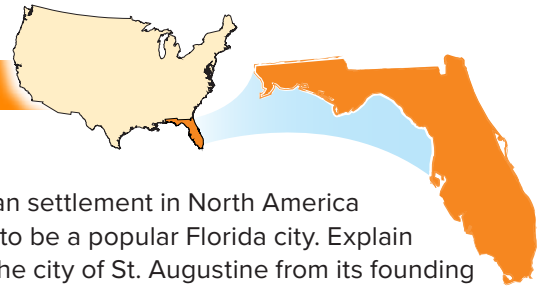 an settlement in North America
to be a popular Florida city. Explain
he city of St. Augustine from its founding